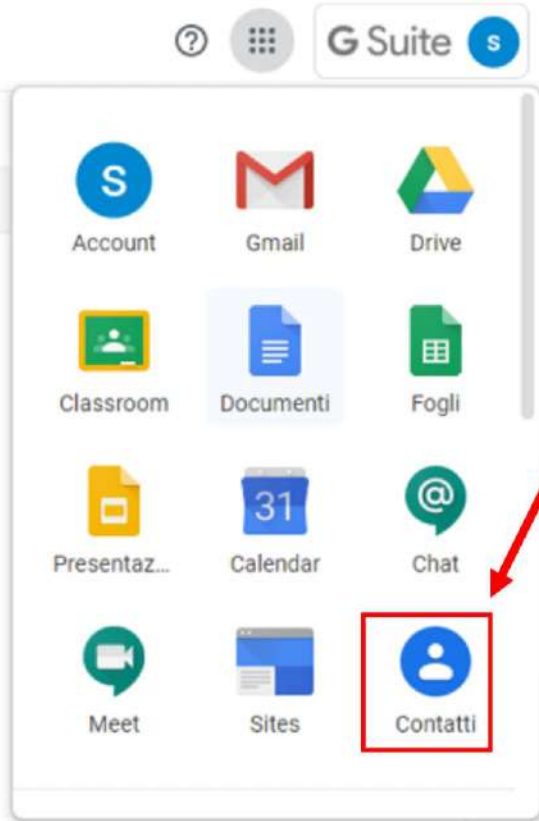 ? G Suite s
S
Account Gmail Drive
Classroom Documenti Fogli
31 @
Presentaz... Calendar Chat
Meet Sites Contatti